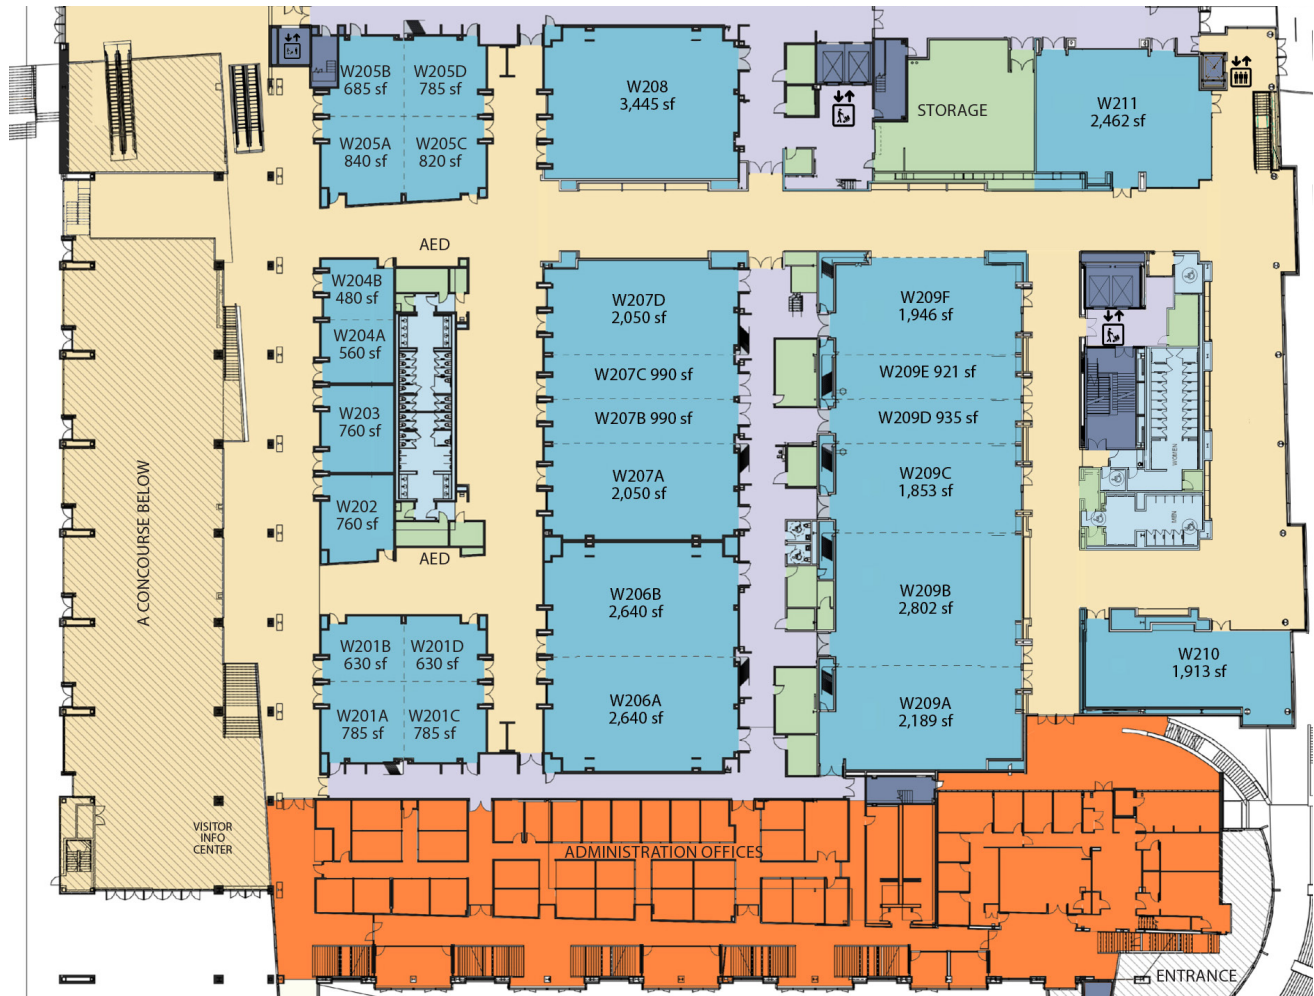 W205B
685 sf
W205D
785 sf
W205A
840 sf
W205C
820 sf
W208
3,445 sf
STORAGE
W211
2,462 sf
AED
W204B
480 sf
W204A
560 sf
W203
760 sf
W202
760 sf
AED
W207D
2,050 sf
W207C 990 sf
W207B 990 sf
W207A
2,050 sf
W209F
1,946 sf
W209E 921 sf
W209D 935 sf
W209C
1,853 sf
WOMEN
MEN
A CONCOURSE BELOW
W206B
2,640 sf
W206A
2,640 sf
W209B
2,802 sf
W209A
2,189 sf
W210
1,913 sf
W201B
630 sf
W201D
630 sf
W201A
785 sf
W201C
785 sf
VISITOR
INFO
CENTER
ADMINISTRATION OFFICES
ENTRANCE